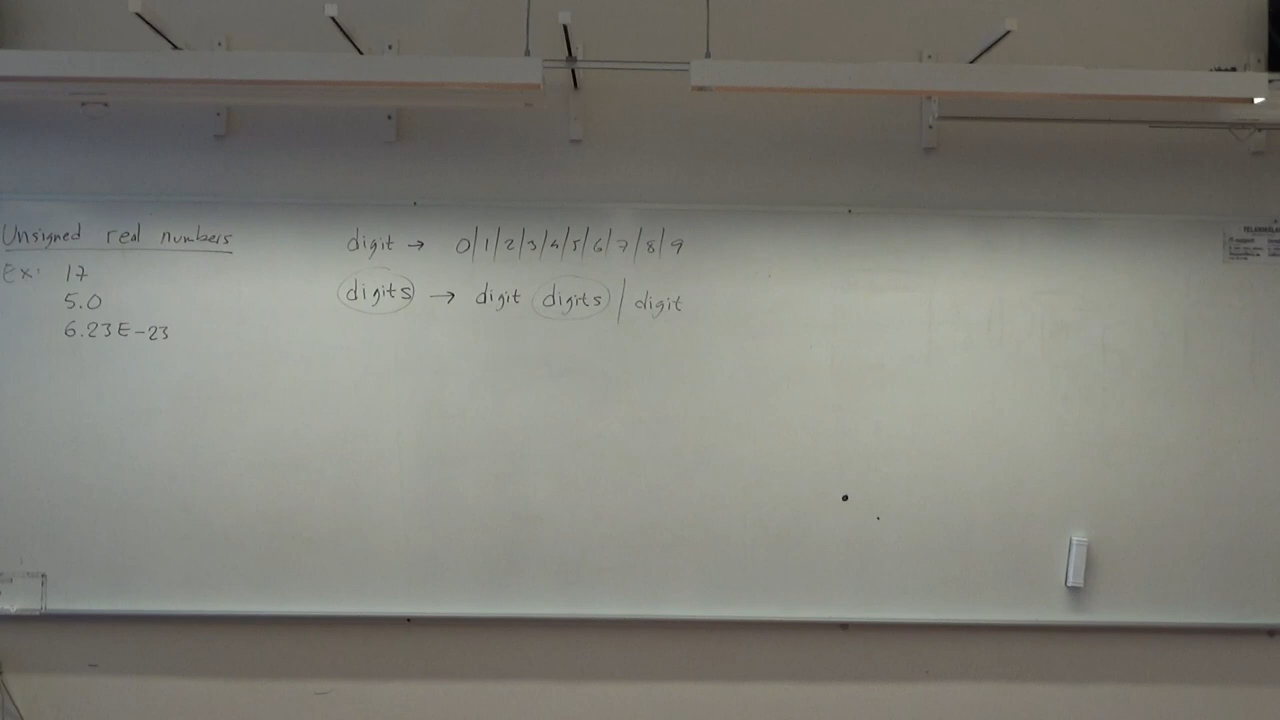 Unsigned real numbers
Ex: 17
5.0
6.23E-23
digit → 0|1|2|3|4|5|6|7|8|9
digits → digit digits | digit
FELANMÄLAN